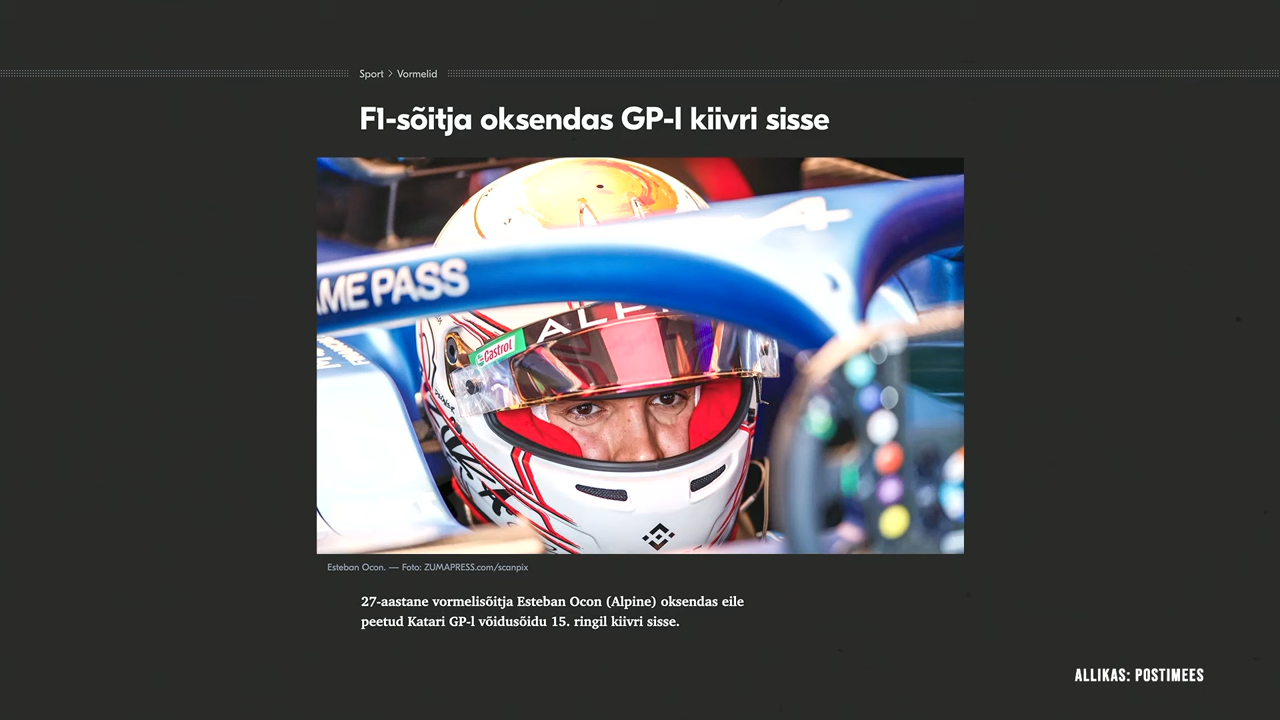 Sport > Vormelid
F1-sõitja oksendas GP-l kiivri sisse
AME PASS
ALPI
Castrol
Esteban Ocon. — Foto: ZUMAPRESS.com/scanpix
27-aastane vormelisõitja Esteban Ocon (Alpine) oksendas eile
peetud Katari GP-l võidusõidu 15. ringil kiivri sisse.
ALLIKAS: POSTIMEES